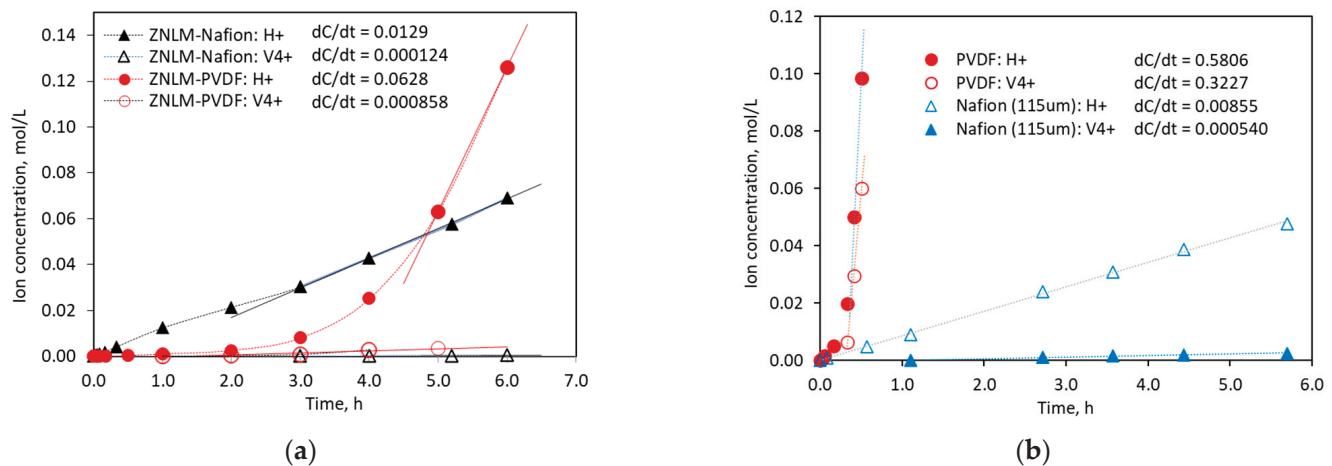 0.14
0.12
0.10
0.08
0.06
0.04
0.02
0.00
Ion concentration, mol/L
ZNLM-Nafion: H+ dC/dt = 0.0129
ZNLM-Nafion: V4+ dC/dt = 0.000124
ZNLM-PVDF: H+ dC/dt = 0.0628
ZNLM-PVDF: V4+ dC/dt = 0.000858
0.0 1.0 2.0 3.0 4.0 5.0 6.0 7.0
Time, h
(a)
0.12
0.10
0.08
0.06
0.04
0.02
0.00
Ion concentration, mol/L
PVDF: H+ dC/dt = 0.5806
PVDF: V4+ dC/dt = 0.3227
Nafion (115um): H+ dC/dt = 0.00855
Nafion (115um): V4+ dC/dt = 0.000540
0.0 1.0 2.0 3.0 4.0 5.0 6.0
Time, h
(b)